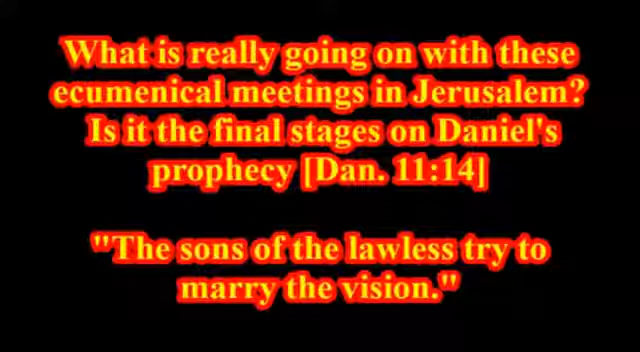 What is really going on with these
ecumenical meetings in Jerusalem?
Is it the final stages on Daniel's
prophecy [Dan. 11:14]
"The sons of the lawless try to
marry the vision."